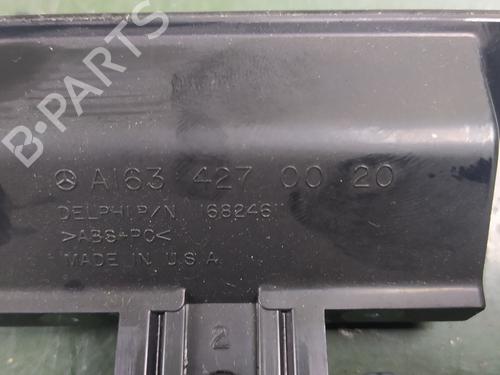 B-PARTS
A163 427 00 20
DELPHI P/N 168246
>ABS+PC<
MADE IN U.S.A
2